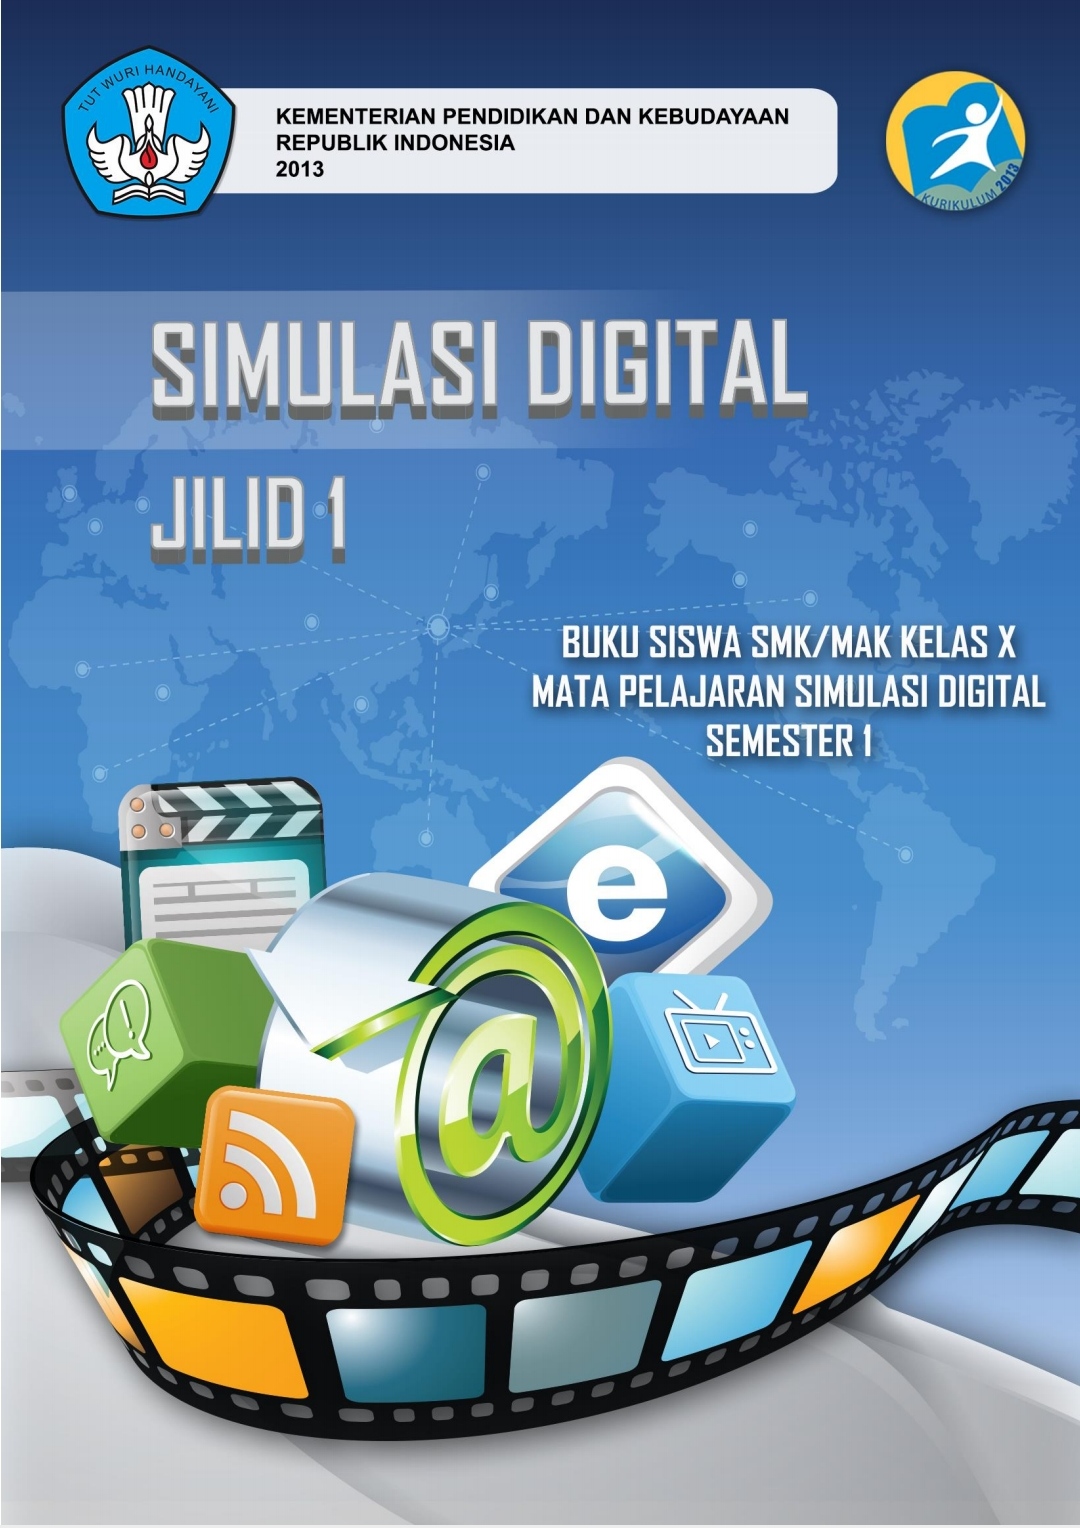 TUT WURI HANDAYANI
KEMENTERIAN PENDIDIKAN DAN KEBUDAYAAN
REPUBLIK INDONESIA
2013
KURIKULUM 2013
SIMULASI DIGITAL
JILID 1
BUKU SISWA SMK/MAK KELAS X
MATA PELAJARAN SIMULASI DIGITAL
SEMESTER 1
e
@